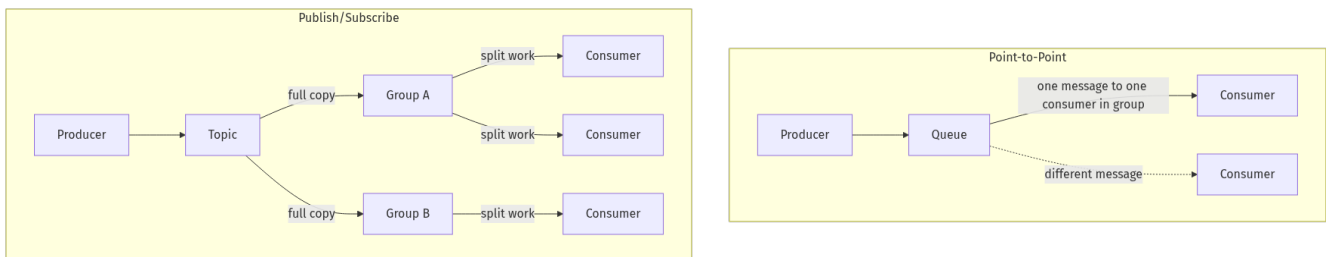 Publish/Subscribe
Producer
Topic
full copy
full copy
Group A
Group B
split work
split work
split work
Consumer
Consumer
Consumer
Point-to-Point
Producer
Queue
one message to one
consumer in group
different message
Consumer
Consumer